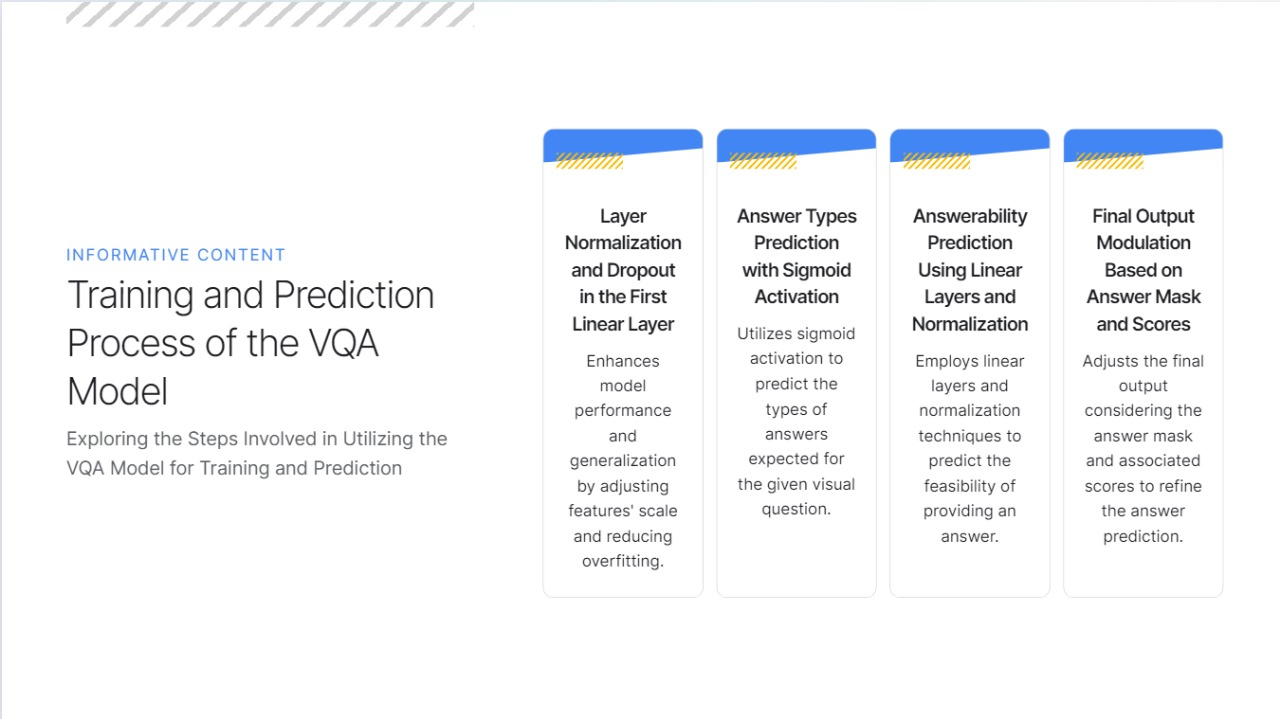 INFORMATIVE CONTENT
Training and Prediction
Process of the VQA
Model
Exploring the Steps Involved in Utilizing the
VQA Model for Training and Prediction
Layer
Normalization
and Dropout
in the First
Linear Layer
Enhances
model
performance
and
generalization
by adjusting
features' scale
and reducing
overfitting.
Answer Types
Prediction
with Sigmoid
Activation
Utilizes sigmoid
activation to
predict the
types of
answers
expected for
the given visual
question.
Answerability
Prediction
Using Linear
Layers and
Normalization
Employs linear
layers and
normalization
techniques to
predict the
feasibility of
providing an
answer.
Final Output
Modulation
Based on
Answer Mask
and Scores
Adjusts the final
output
considering the
answer mask
and associated
scores to refine
the answer
prediction.